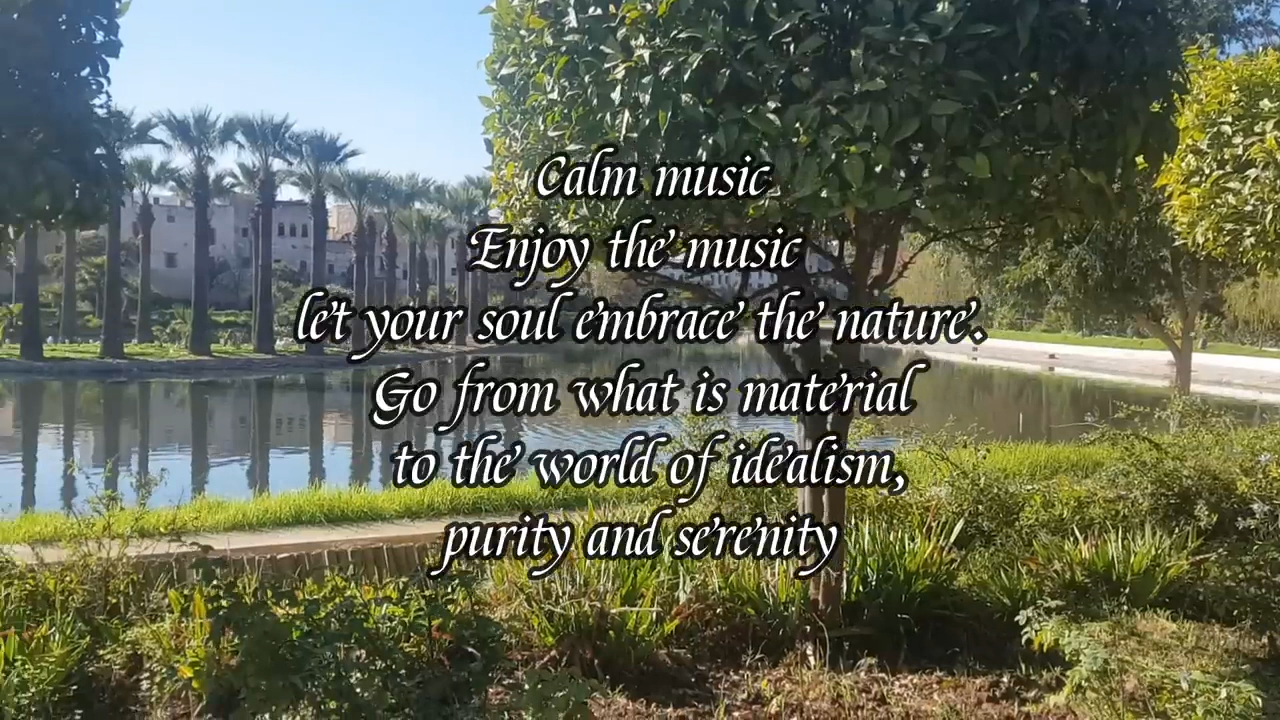 Calm music
Enjoy the music
let your soul embrace the nature.
Go from what is material
to the world of idealism,
purity and serenity